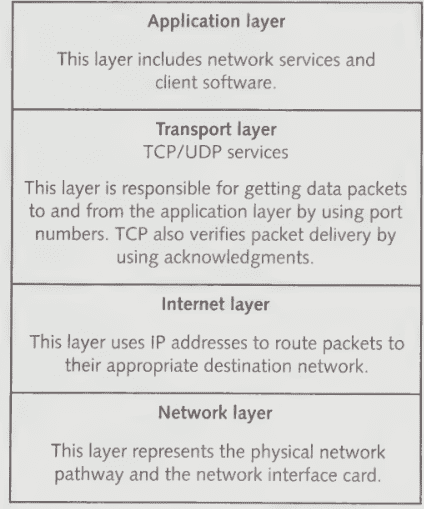 Application layer
This layer includes network services and
client software.
Transport layer
TCP/UDP services
This layer is responsible for getting data packets
to and from the application layer by using port
numbers. TCP also verifies packet delivery by
using acknowledgments.
Internet layer
This layer uses IP addresses to route packets to
their appropriate destination network.
Network layer
This layer represents the physical network
pathway and the network interface card.